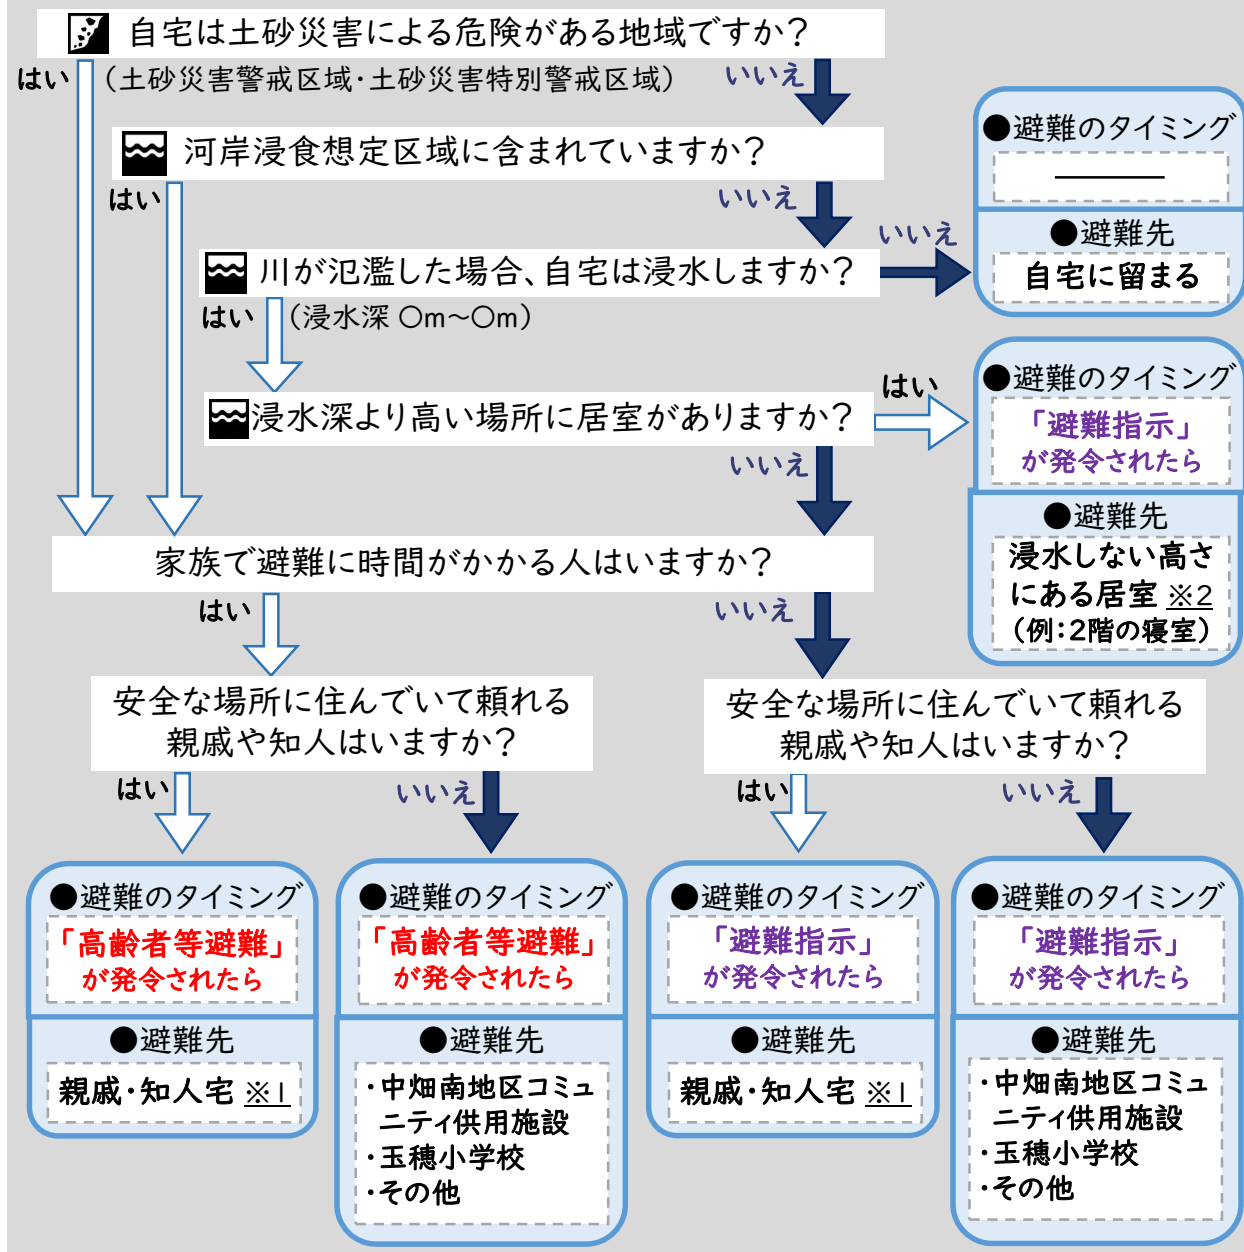 自宅は土砂災害による危険がある地域ですか?
はい
(土砂災害警戒区域・土砂災害特別警戒区域)
いいえ
河岸浸食想定区域に含まれていますか?
はい
いいえ
川が氾濫した場合、自宅は浸水しますか?
いいえ
はい
(浸水深 〇m~〇m)
●避難のタイミング
――――
●避難先
自宅に留まる
浸水深より高い場所に居室がありますか?
はい
いいえ
●避難のタイミング
「避難指示」
が発令されたら
●避難先
浸水しない高さ
にある居室 ※2
(例:2階の寝室)
家族で避難に時間がかかる人はいますか?
はい
いいえ
安全な場所に住んでいて頼れる
親戚や知人はいますか?
はい
いいえ
安全な場所に住んでいて頼れる
親戚や知人はいますか?
はい
いいえ
●避難のタイミング
「高齢者等避難」
が発令されたら
●避難先
親戚・知人宅 ※1
●避難のタイミング
「高齢者等避難」
が発令されたら
●避難先
・中畑南地区コミュ
ニティ供用施設
・玉穂小学校
・その他
●避難のタイミング
「避難指示」
が発令されたら
●避難先
親戚・知人宅 ※1
●避難のタイミング
「避難指示」
が発令されたら
●避難先
・中畑南地区コミュ
ニティ供用施設
・玉穂小学校
・その他